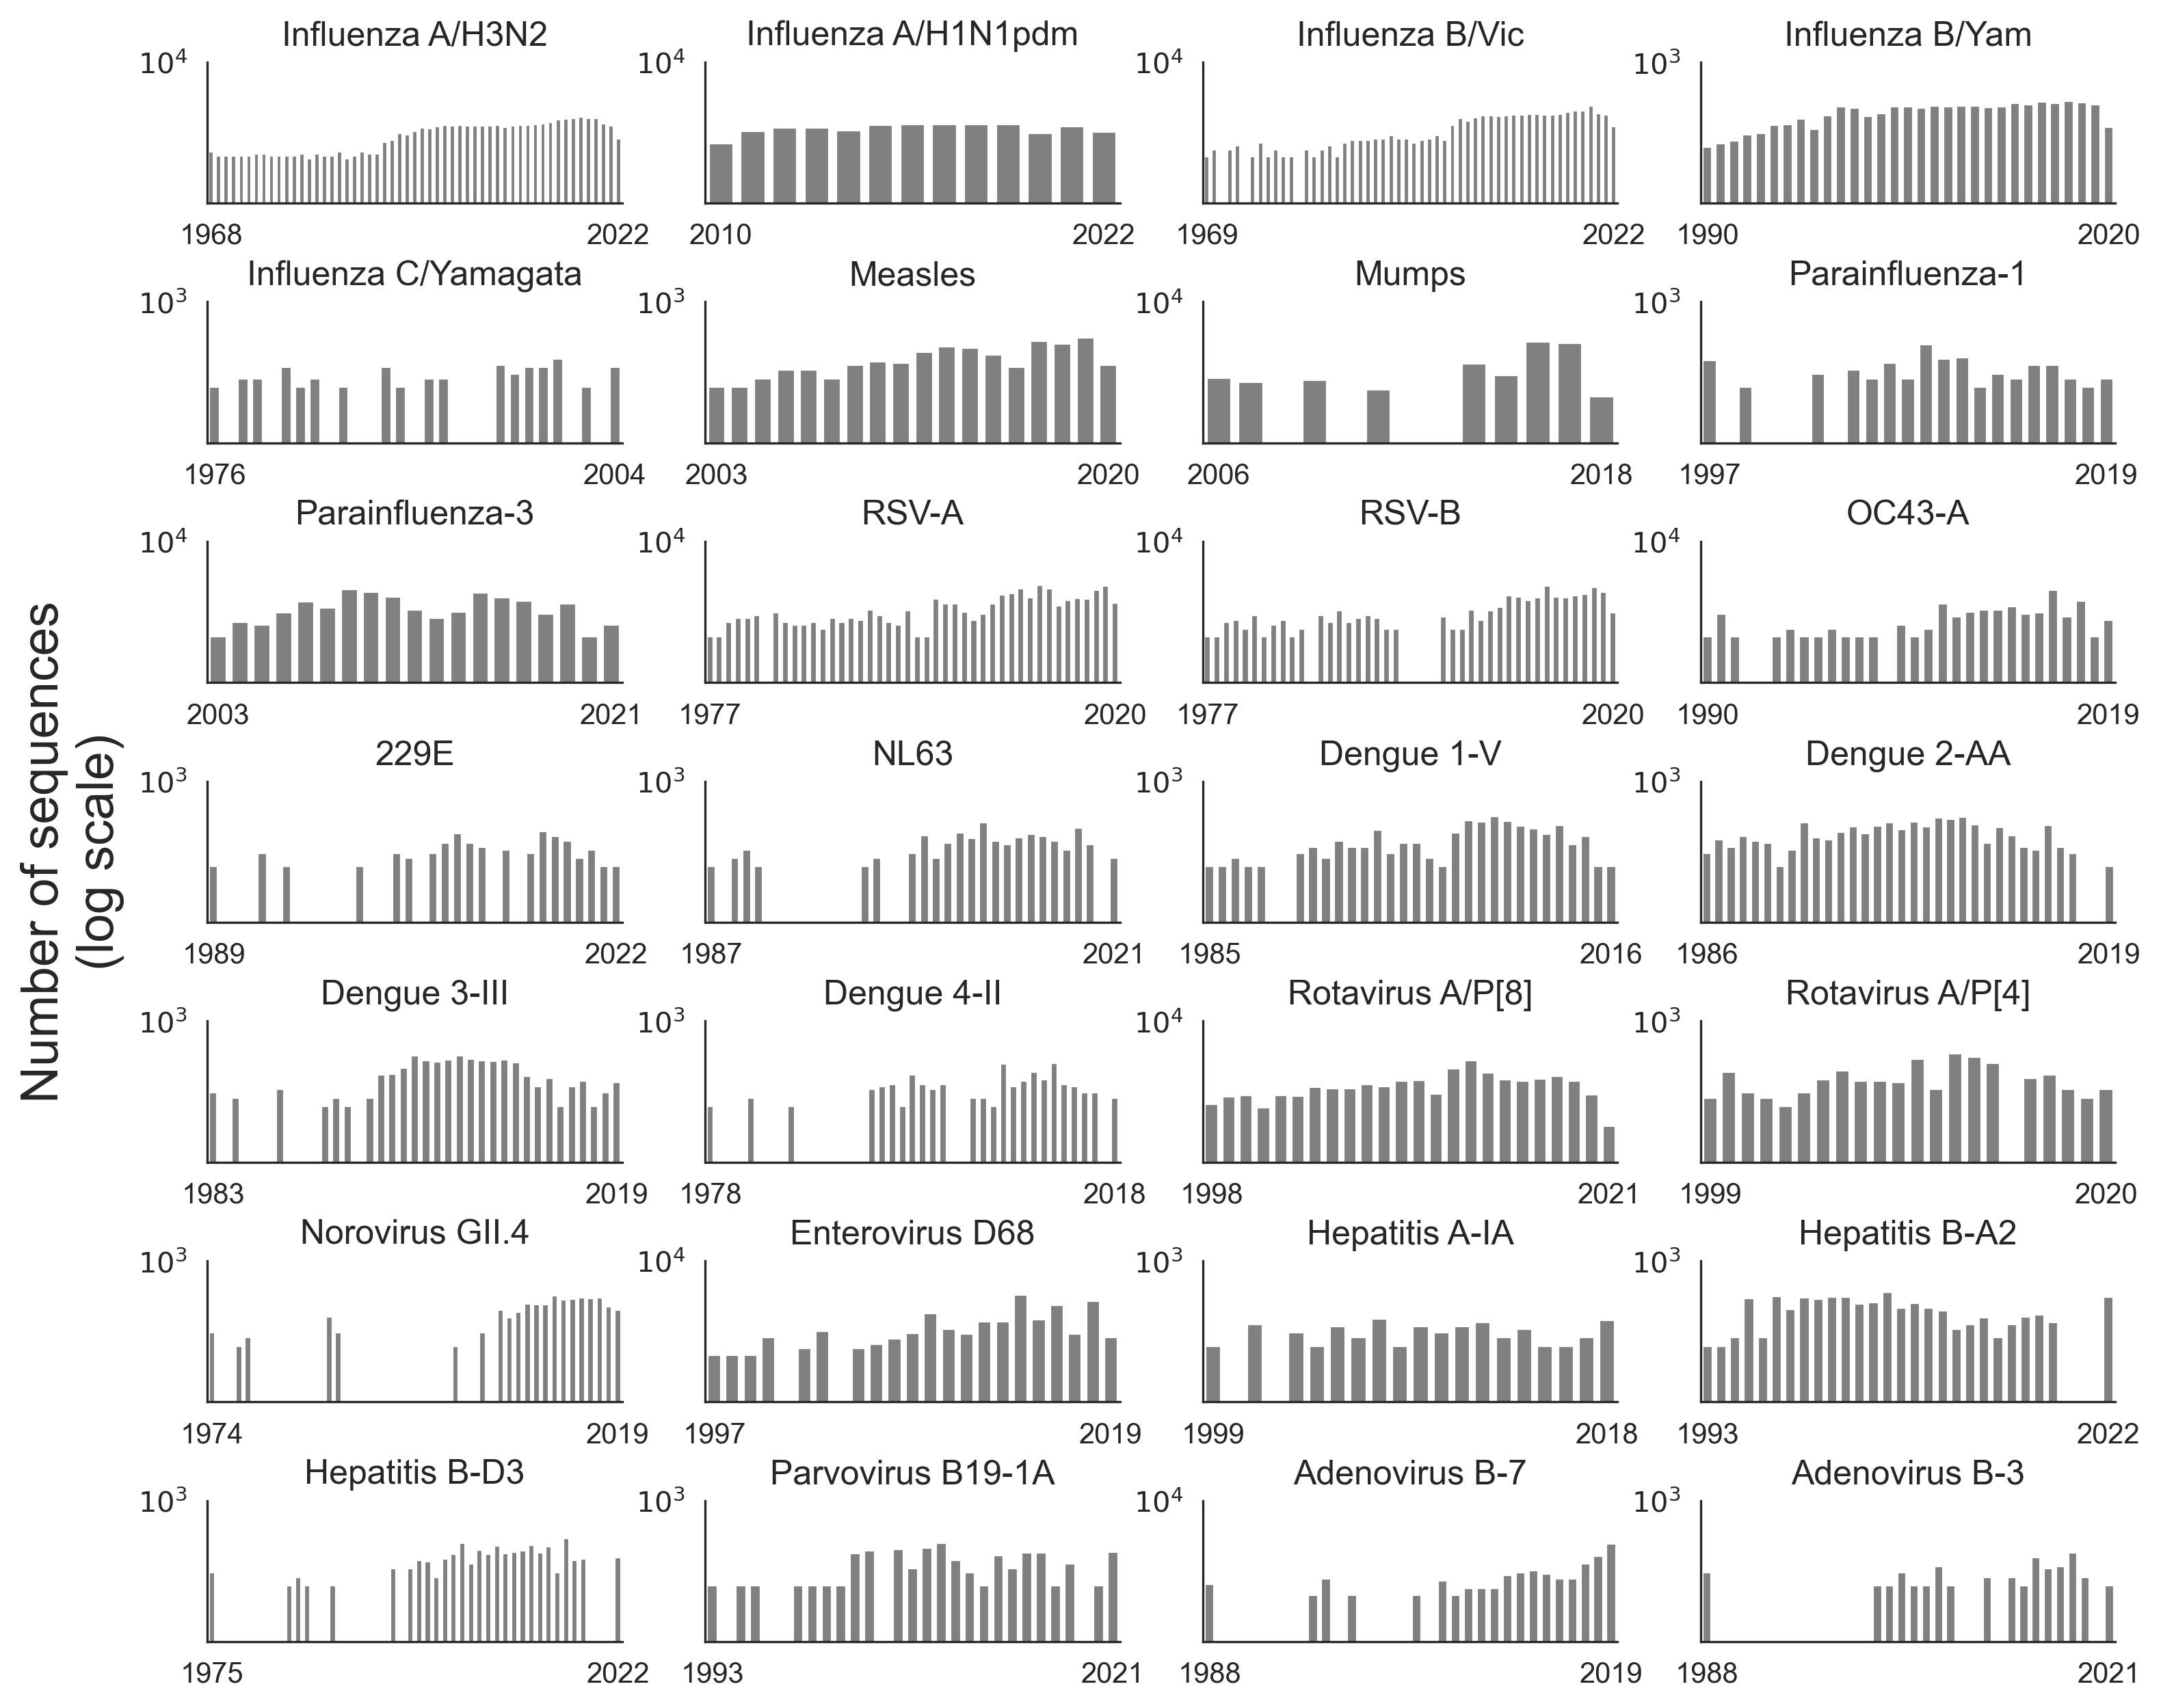 Number of sequences
(log scale)
Influenza A/H3N2
10^4
1968 2022
Influenza A/H1N1pdm
10^4
2010 2022
Influenza B/Vic
10^4
1969 2022
Influenza B/Yam
10^3
1990 2020
Influenza C/Yamagata
10^3
1976 2004
Measles
10^3
2003 2020
Mumps
10^4
2006 2018
Parainfluenza-1
10^3
1997 2019
Parainfluenza-3
10^4
2003 2021
RSV-A
10^4
1977 2020
RSV-B
10^4
1977 2020
OC43-A
10^4
1990 2019
229E
10^3
1989 2022
NL63
10^3
1987 2021
Dengue 1-V
10^3
1985 2016
Dengue 2-AA
10^3
1986 2019
Dengue 3-III
10^3
1983 2019
Dengue 4-II
10^3
1978 2018
Rotavirus A/P[8]
10^4
1998 2021
Rotavirus A/P[4]
10^3
1999 2020
Norovirus GII.4
10^3
1974 2019
Enterovirus D68
10^4
1997 2019
Hepatitis A-IA
10^3
1999 2018
Hepatitis B-A2
10^3
1993 2022
Hepatitis B-D3
10^3
1975 2022
Parvovirus B19-1A
10^3
1993 2021
Adenovirus B-7
10^4
1988 2019
Adenovirus B-3
10^3
1988 2021